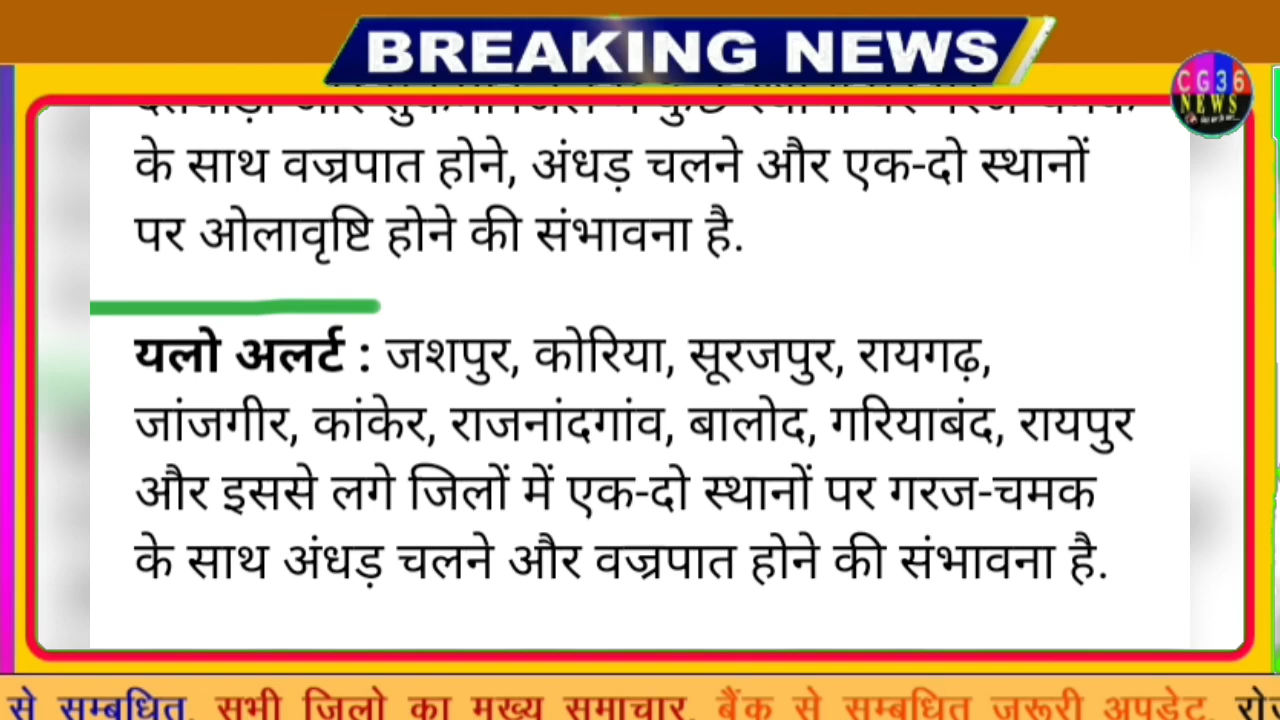 BREAKING NEWS
CG36
NEWS
के साथ वज्रपात होने, अंधड़ चलने और एक-दो स्थानों
पर ओलावृष्टि होने की संभावना है.
यलो अलर्ट : जशपुर, कोरिया, सूरजपुर, रायगढ़,
जांजगीर, कांकेर, राजनांदगांव, बालोद, गरियाबंद, रायपुर
और इससे लगे जिलों में एक-दो स्थानों पर गरज-चमक
के साथ अंधड़ चलने और वज्रपात होने की संभावना है.
से सम्बधित, सभी जिलो का मुख्य समाचार, बैंक से सम्बधित जरूरी अपडेट,